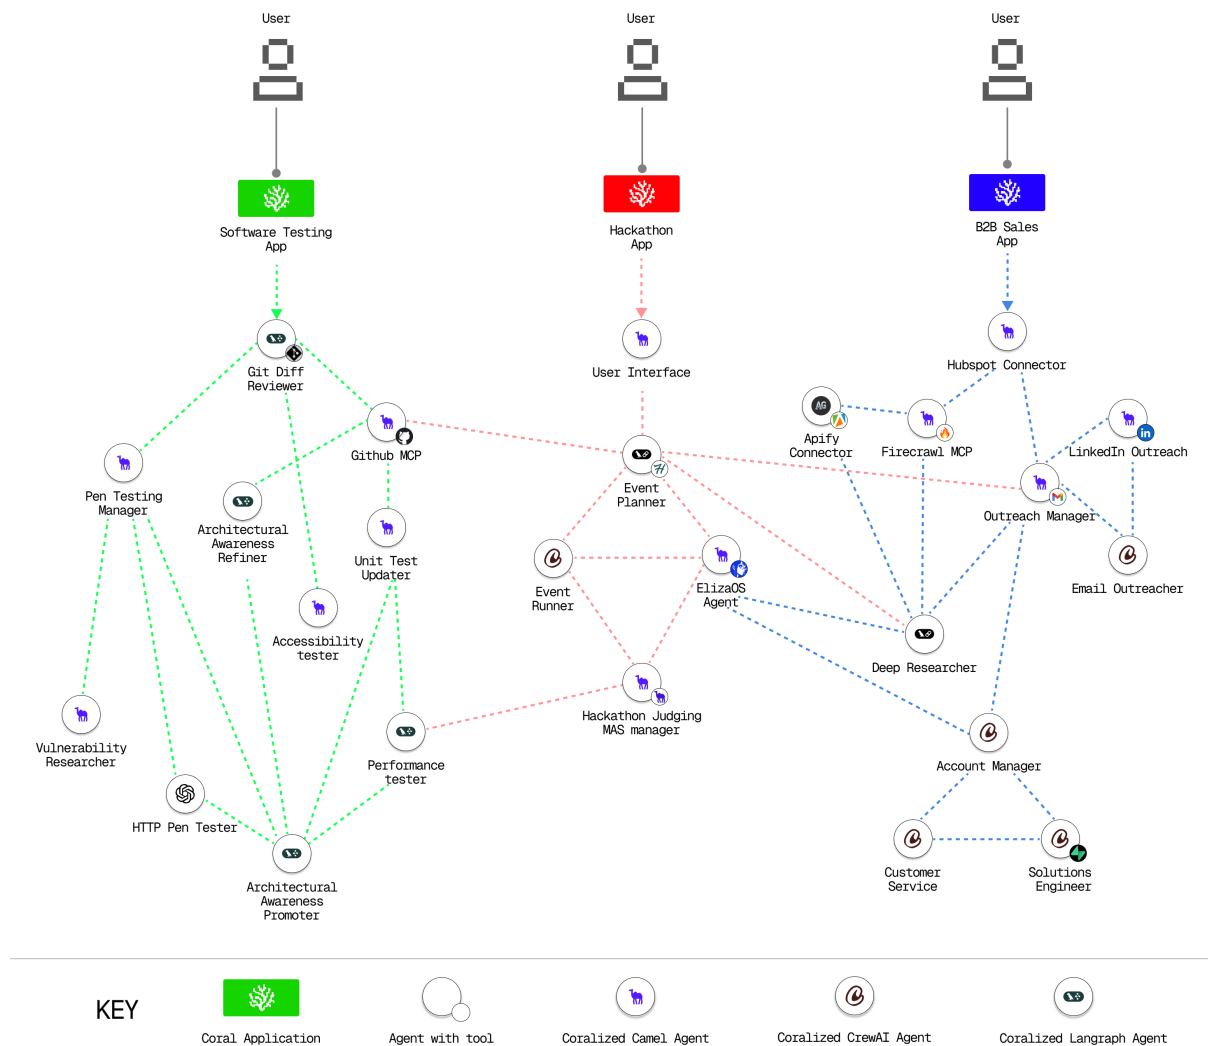 User
User
User
Software Testing
App
Hackathon
App
B2B Sales
App
Git Diff
Reviewer
User Interface
Hubspot Connector
AG
Apify
Connector
Firecrawl MCP
in
LinkedIn Outreach
Github MCP
Pen Testing
Manager
Event
Planner
Outreach Manager
Architectural
Awareness
Refiner
Unit Test
Updater
Event
Runner
ElizaOS
Agent
Email Outreacher
Accessibility
tester
Deep Researcher
Hackathon Judging
MAS manager
Vulnerability
Researcher
Performance
tester
Account Manager
HTTP Pen Tester
Architectural
Awareness
Promoter
Customer
Service
Solutions
Engineer
KEY
Coral Application
Agent with tool
Coralized Camel Agent
Coralized CrewAI Agent
Coralized Langraph Agent